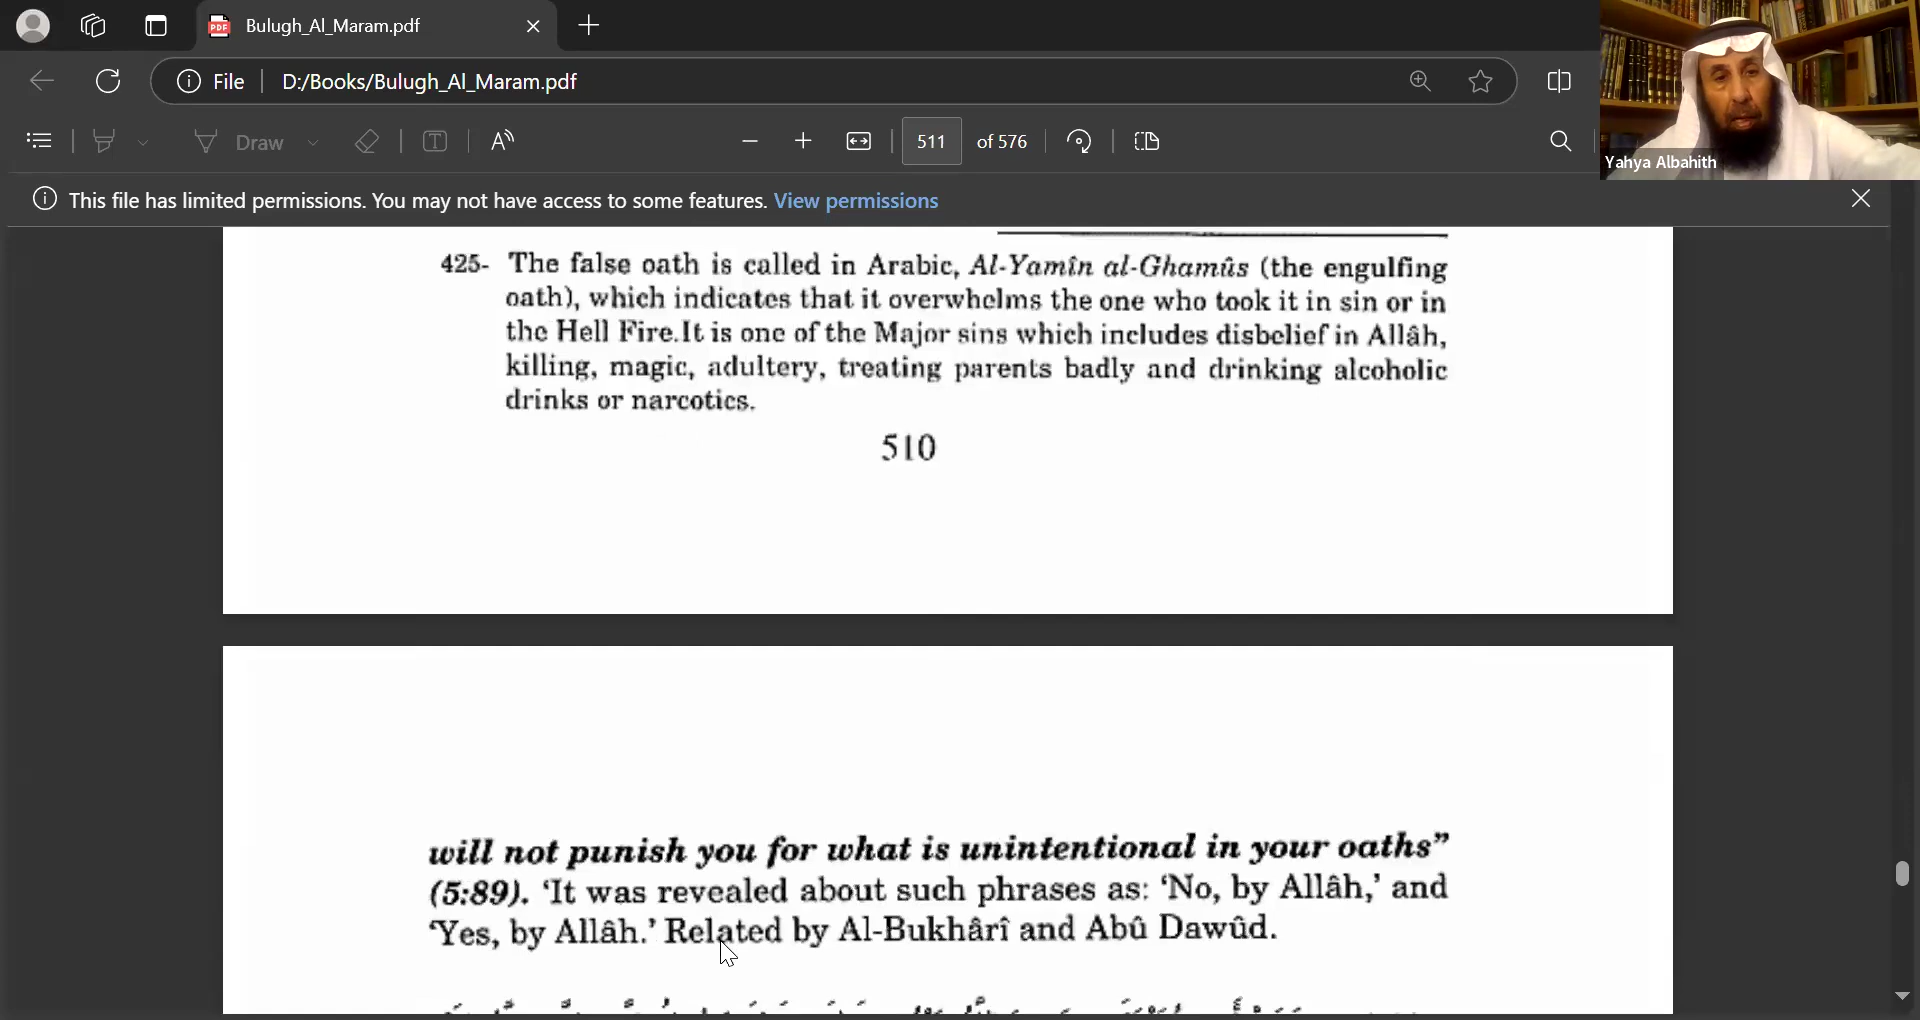 Bulugh_Al_Maram.pdf
File D:/Books/Bulugh_Al_Maram.pdf
Draw 511 of 576
Yahya Albahith
This file has limited permissions. You may not have access to some features. View permissions
425- The false oath is called in Arabic, Al-Yamîn al-Ghamûs (the engulfing
oath), which indicates that it overwhelms the one who took it in sin or in
the Hell Fire.It is one of the Major sins which includes disbelief in Allâh,
killing, magic, adultery, treating parents badly and drinking alcoholic
drinks or narcotics.
510
will not punish you for what is unintentional in your oaths”
(5:89). ‘It was revealed about such phrases as: ‘No, by Allâh,’ and
‘Yes, by Allâh.’ Related by Al-Bukhârî and Abû Dawûd.